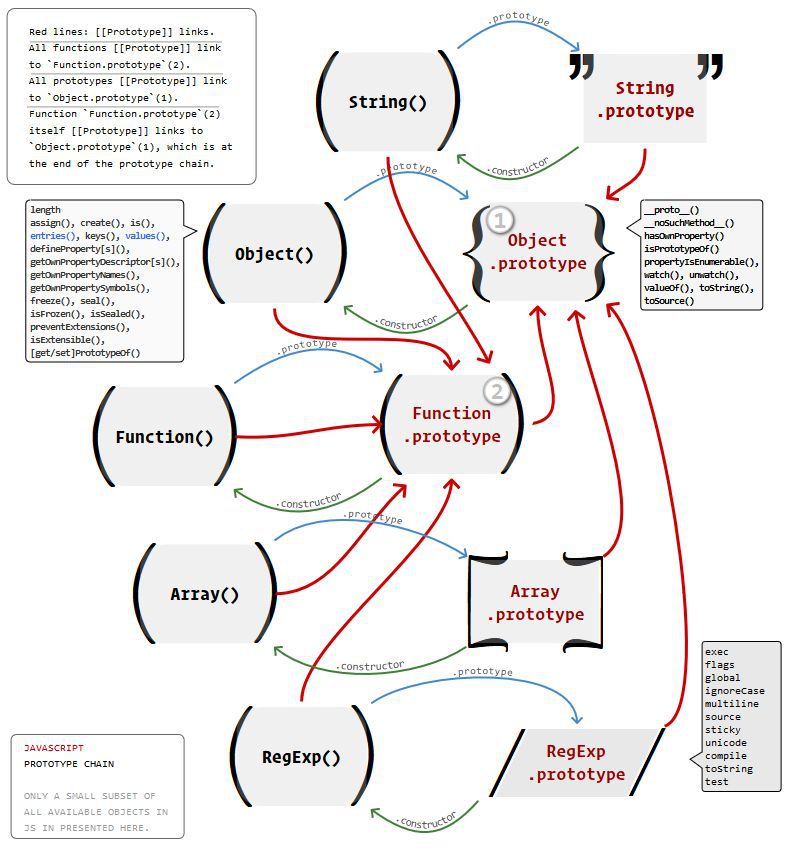 Red lines: [[Prototype]] links.
All functions [[Prototype]] link
to `Function.prototype`(2).
All prototypes [[Prototype]] link
to `Object.prototype`(1).
Function `Function.prototype`(2)
itself [[Prototype]] links to
`Object.prototype`(1), which is at
the end of the prototype chain.
.prototype
String()
”
”
String
.prototype
.constructor
.prototype
length
assign(), create(), is(),
entries(), keys(), values(),
defineProperty[s](),
getOwnPropertyDescriptor[s](),
getOwnPropertyNames(),
getOwnPropertySymbols(),
freeze(), seal(),
isFrozen(), isSealed(),
preventExtensions(),
isExtensible(),
[get/set]PrototypeOf()
Object()
1
Object
.prototype
__proto__()
__noSuchMethod__()
hasOwnProperty()
isPrototypeOf()
propertyIsEnumerable(),
watch(), unwatch(),
valueOf(), toString(),
toSource()
.constructor
.prototype
Function()
2
Function
.prototype
.constructor
.prototype
Array()
Array
.prototype
.constructor
.prototype
RegExp()
RegExp
.prototype
exec
flags
global
ignoreCase
multiline
source
sticky
unicode
compile
toString
test
.constructor
JAVASCRIPT
PROTOTYPE CHAIN
ONLY A SMALL SUBSET OF
ALL AVAILABLE OBJECTS IN
JS IN PRESENTED HERE.